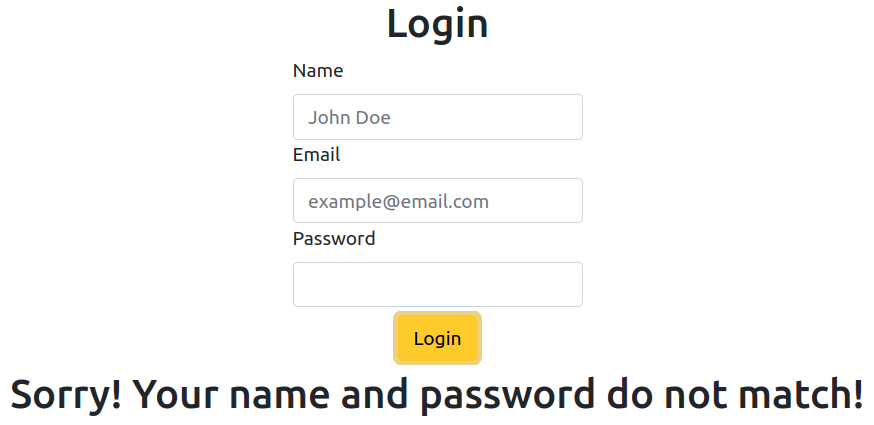 Login
Name
John Doe
Email
example@email.com
Password
Login
Sorry! Your name and password do not match!